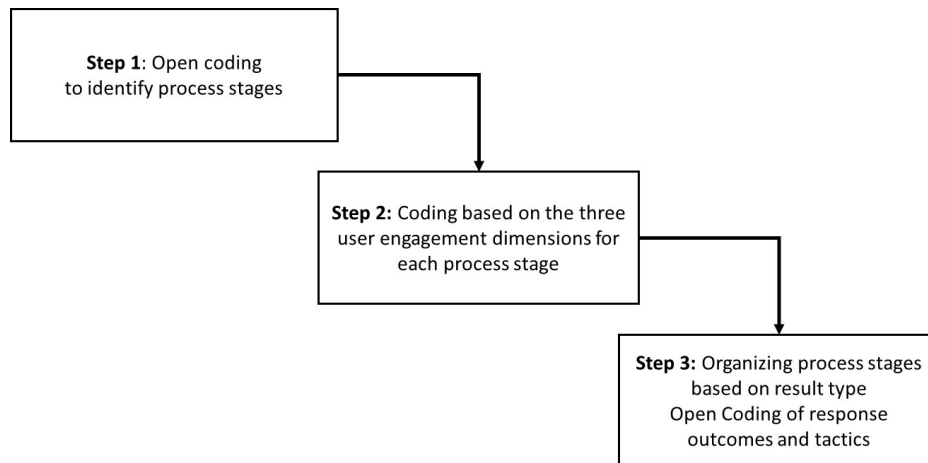 Step 1: Open coding
to identify process stages
Step 2: Coding based on the three
user engagement dimensions for
each process stage
Step 3: Organizing process stages
based on result type
Open Coding of response
outcomes and tactics